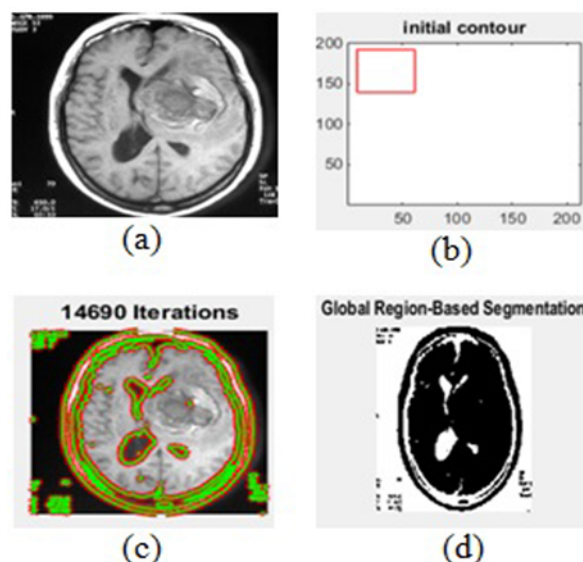 (a)
initial contour
200
150
100
50
50 100 150 200
(b)
14690 Iterations
(c)
Global Region-Based Segmentation
(d)